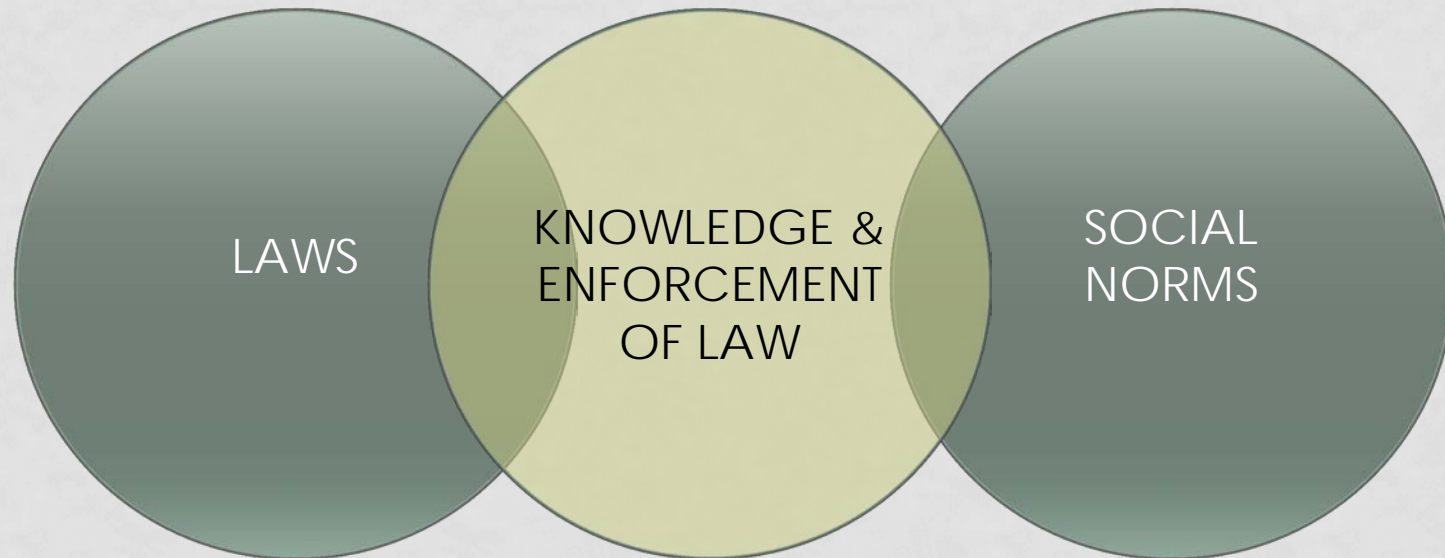 LAWS
KNOWLEDGE &
ENFORCEMENT
OF LAW
SOCIAL
NORMS